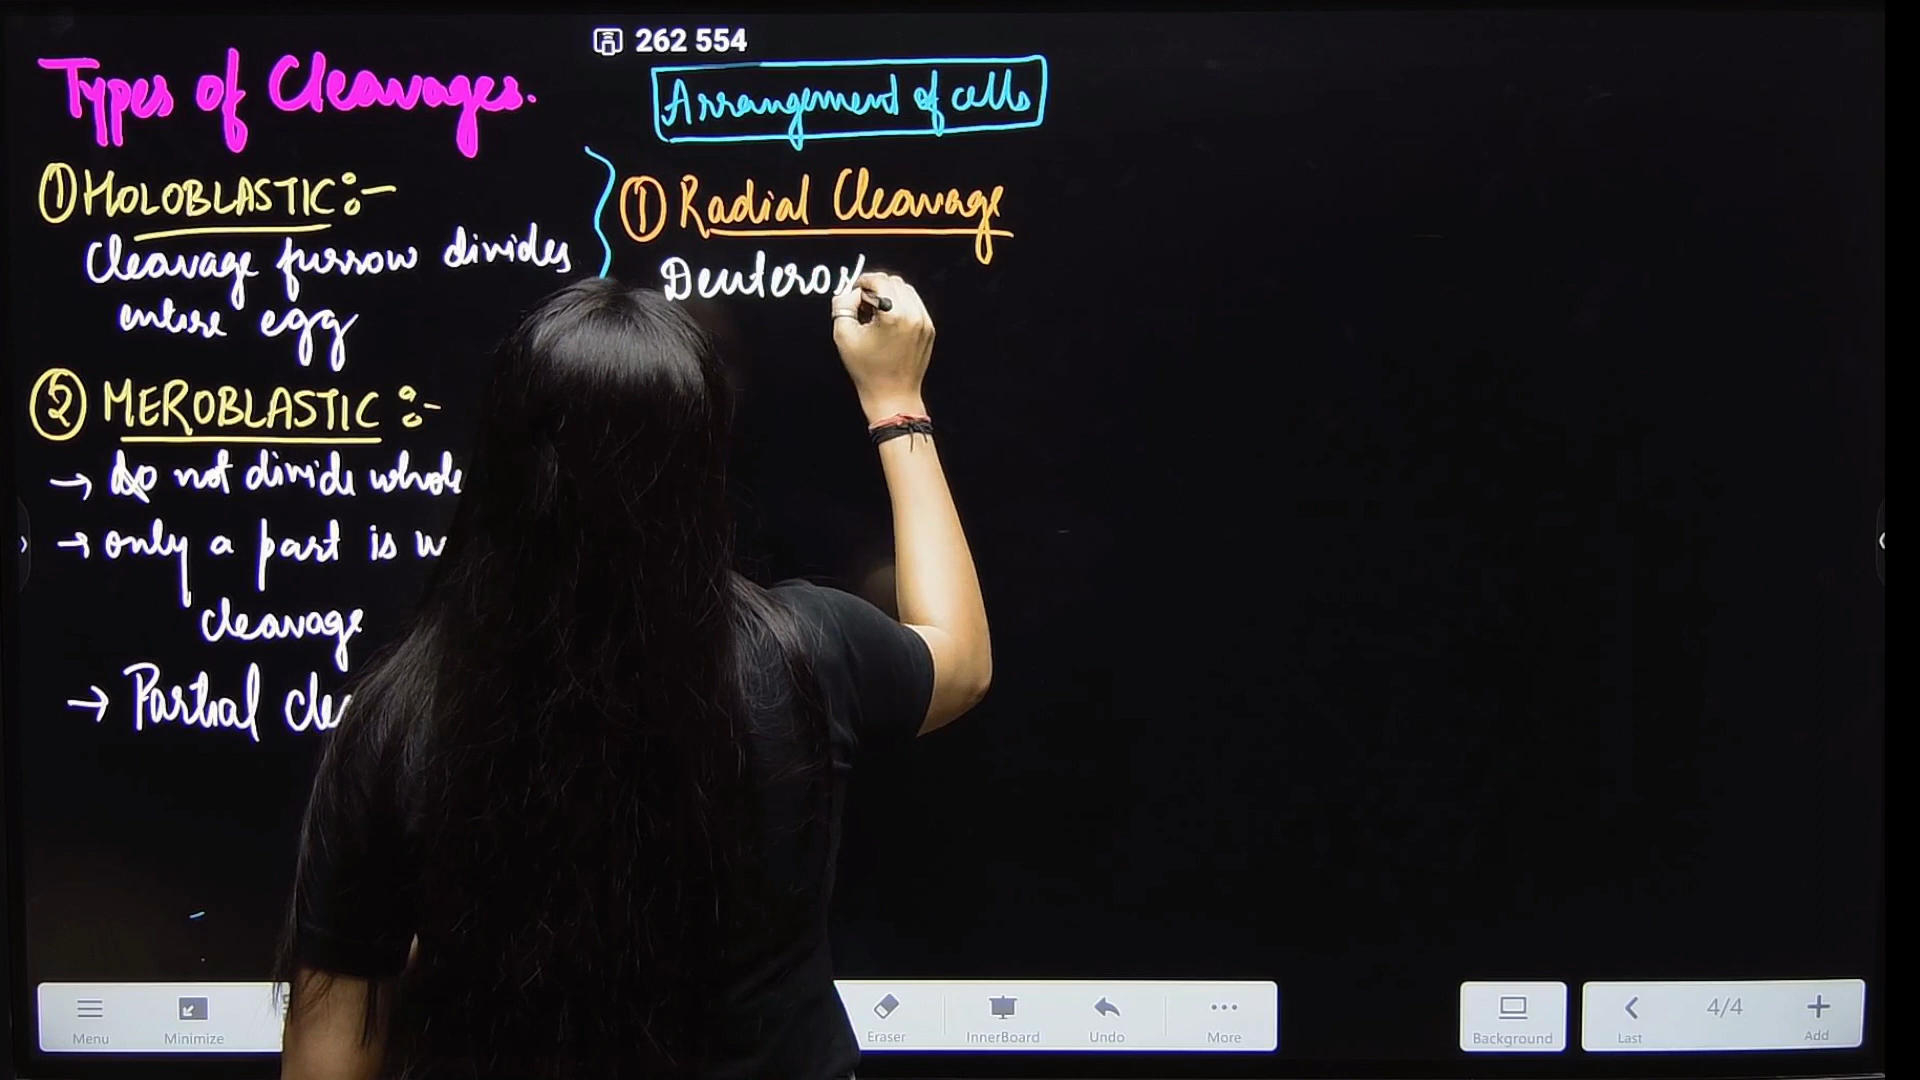 262 554
Types of Cleavages.
① HOLOBLASTIC :-
Cleavage furrow divides
entire egg
② MEROBLASTIC :-
→ do not divide whole
→ only a part is
cleavage
→ Partial
Arrangement of cells
① Radial Cleavage
Menu
Minimize
Eraser
InnerBoard
Undo
More
Background
Last
4/4
Add